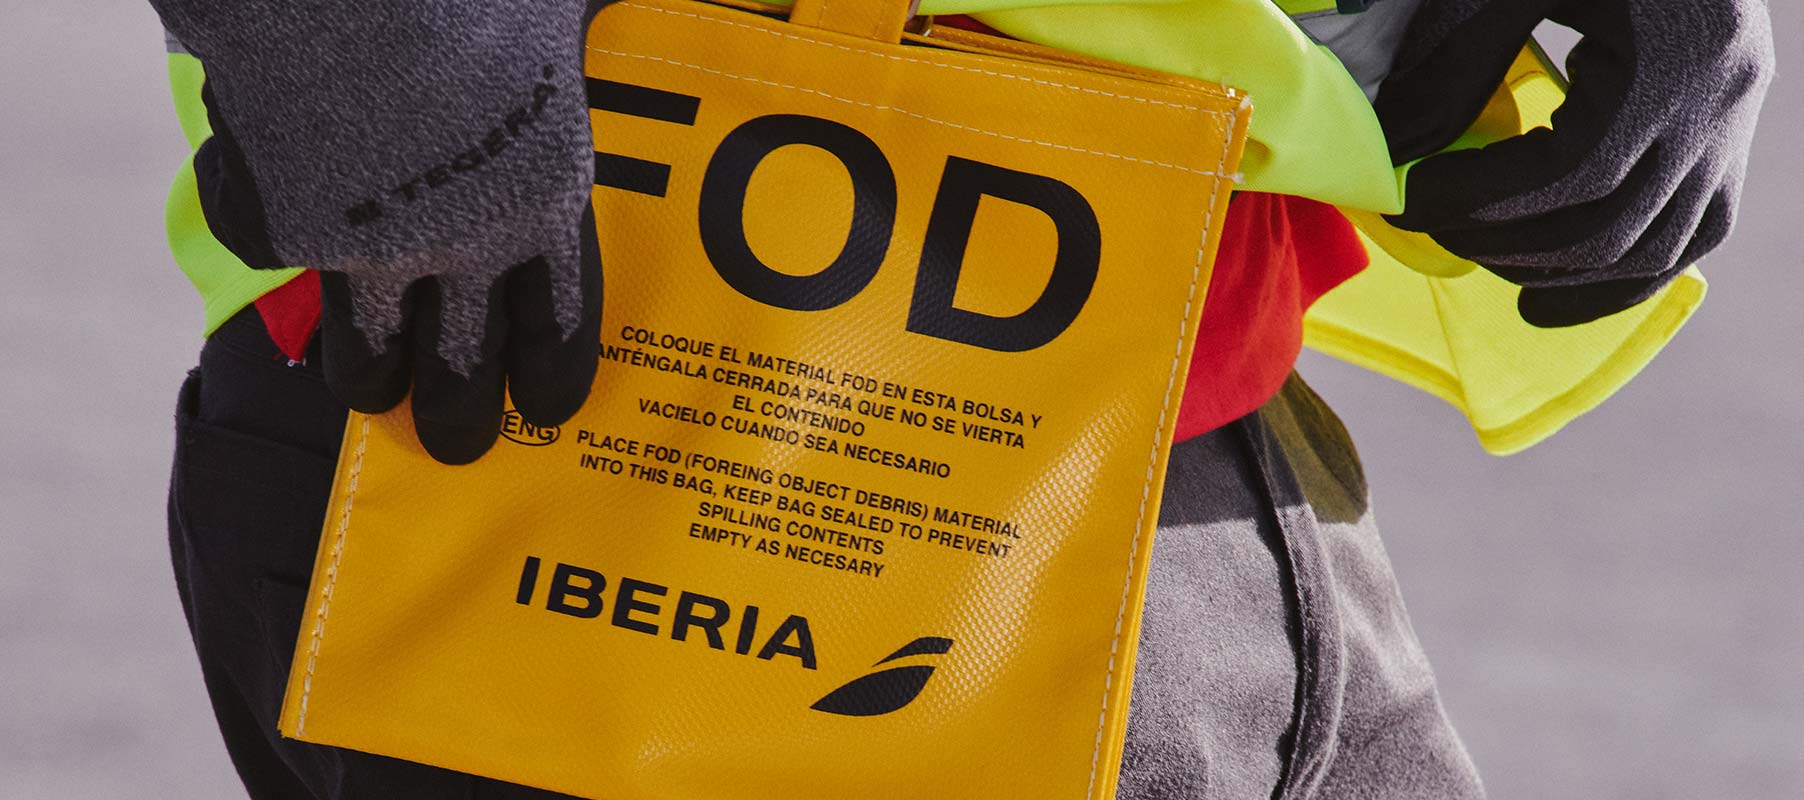 TEGERA
FOD
COLOQUE EL MATERIAL FOD EN ESTA BOLSA Y
ANTÉNGALA CERRADA PARA QUE NO SE VIERTA
EL CONTENIDO
VACIELO CUANDO SEA NECESARIO
ENG
PLACE FOD (FOREING OBJECT DEBRIS) MATERIAL
INTO THIS BAG, KEEP BAG SEALED TO PREVENT
SPILLING CONTENTS
EMPTY AS NECESARY
IBERIA